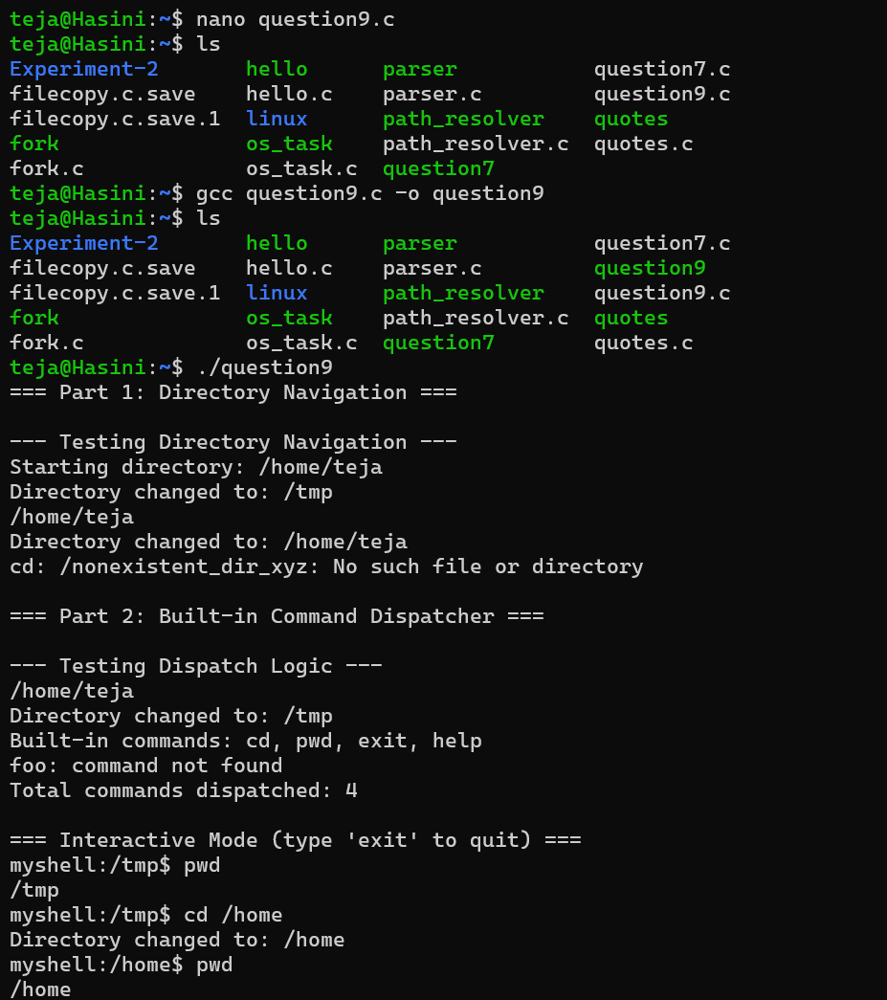 teja@Hasini:~$ nano question9.c
teja@Hasini:~$ ls
Experiment-2       hello      parser           question7.c
filecopy.c.save    hello.c    parser.c         question9.c
filecopy.c.save.1  linux      path_resolver    quotes
fork               os_task    path_resolver.c  quotes.c
fork.c             os_task.c  question7
teja@Hasini:~$ gcc question9.c -o question9
teja@Hasini:~$ ls
Experiment-2       hello      parser           question7.c
filecopy.c.save    hello.c    parser.c         question9
filecopy.c.save.1  linux      path_resolver    question9.c
fork               os_task    path_resolver.c  quotes
fork.c             os_task.c  question7        quotes.c
teja@Hasini:~$ ./question9
=== Part 1: Directory Navigation ===

--- Testing Directory Navigation ---
Starting directory: /home/teja
Directory changed to: /tmp
/home/teja
Directory changed to: /home/teja
cd: /nonexistent_dir_xyz: No such file or directory

=== Part 2: Built-in Command Dispatcher ===

--- Testing Dispatch Logic ---
/home/teja
Directory changed to: /tmp
Built-in commands: cd, pwd, exit, help
foo: command not found
Total commands dispatched: 4

=== Interactive Mode (type 'exit' to quit) ===
myshell:/tmp$ pwd
/tmp
myshell:/tmp$ cd /home
Directory changed to: /home
myshell:/home$ pwd
/home